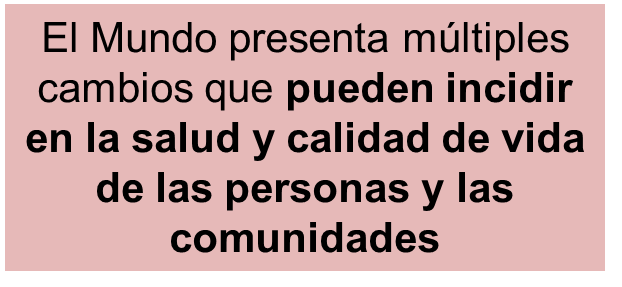 El Mundo presenta múltiples
cambios que pueden incidir
en la salud y calidad de vida
de las personas y las
comunidades